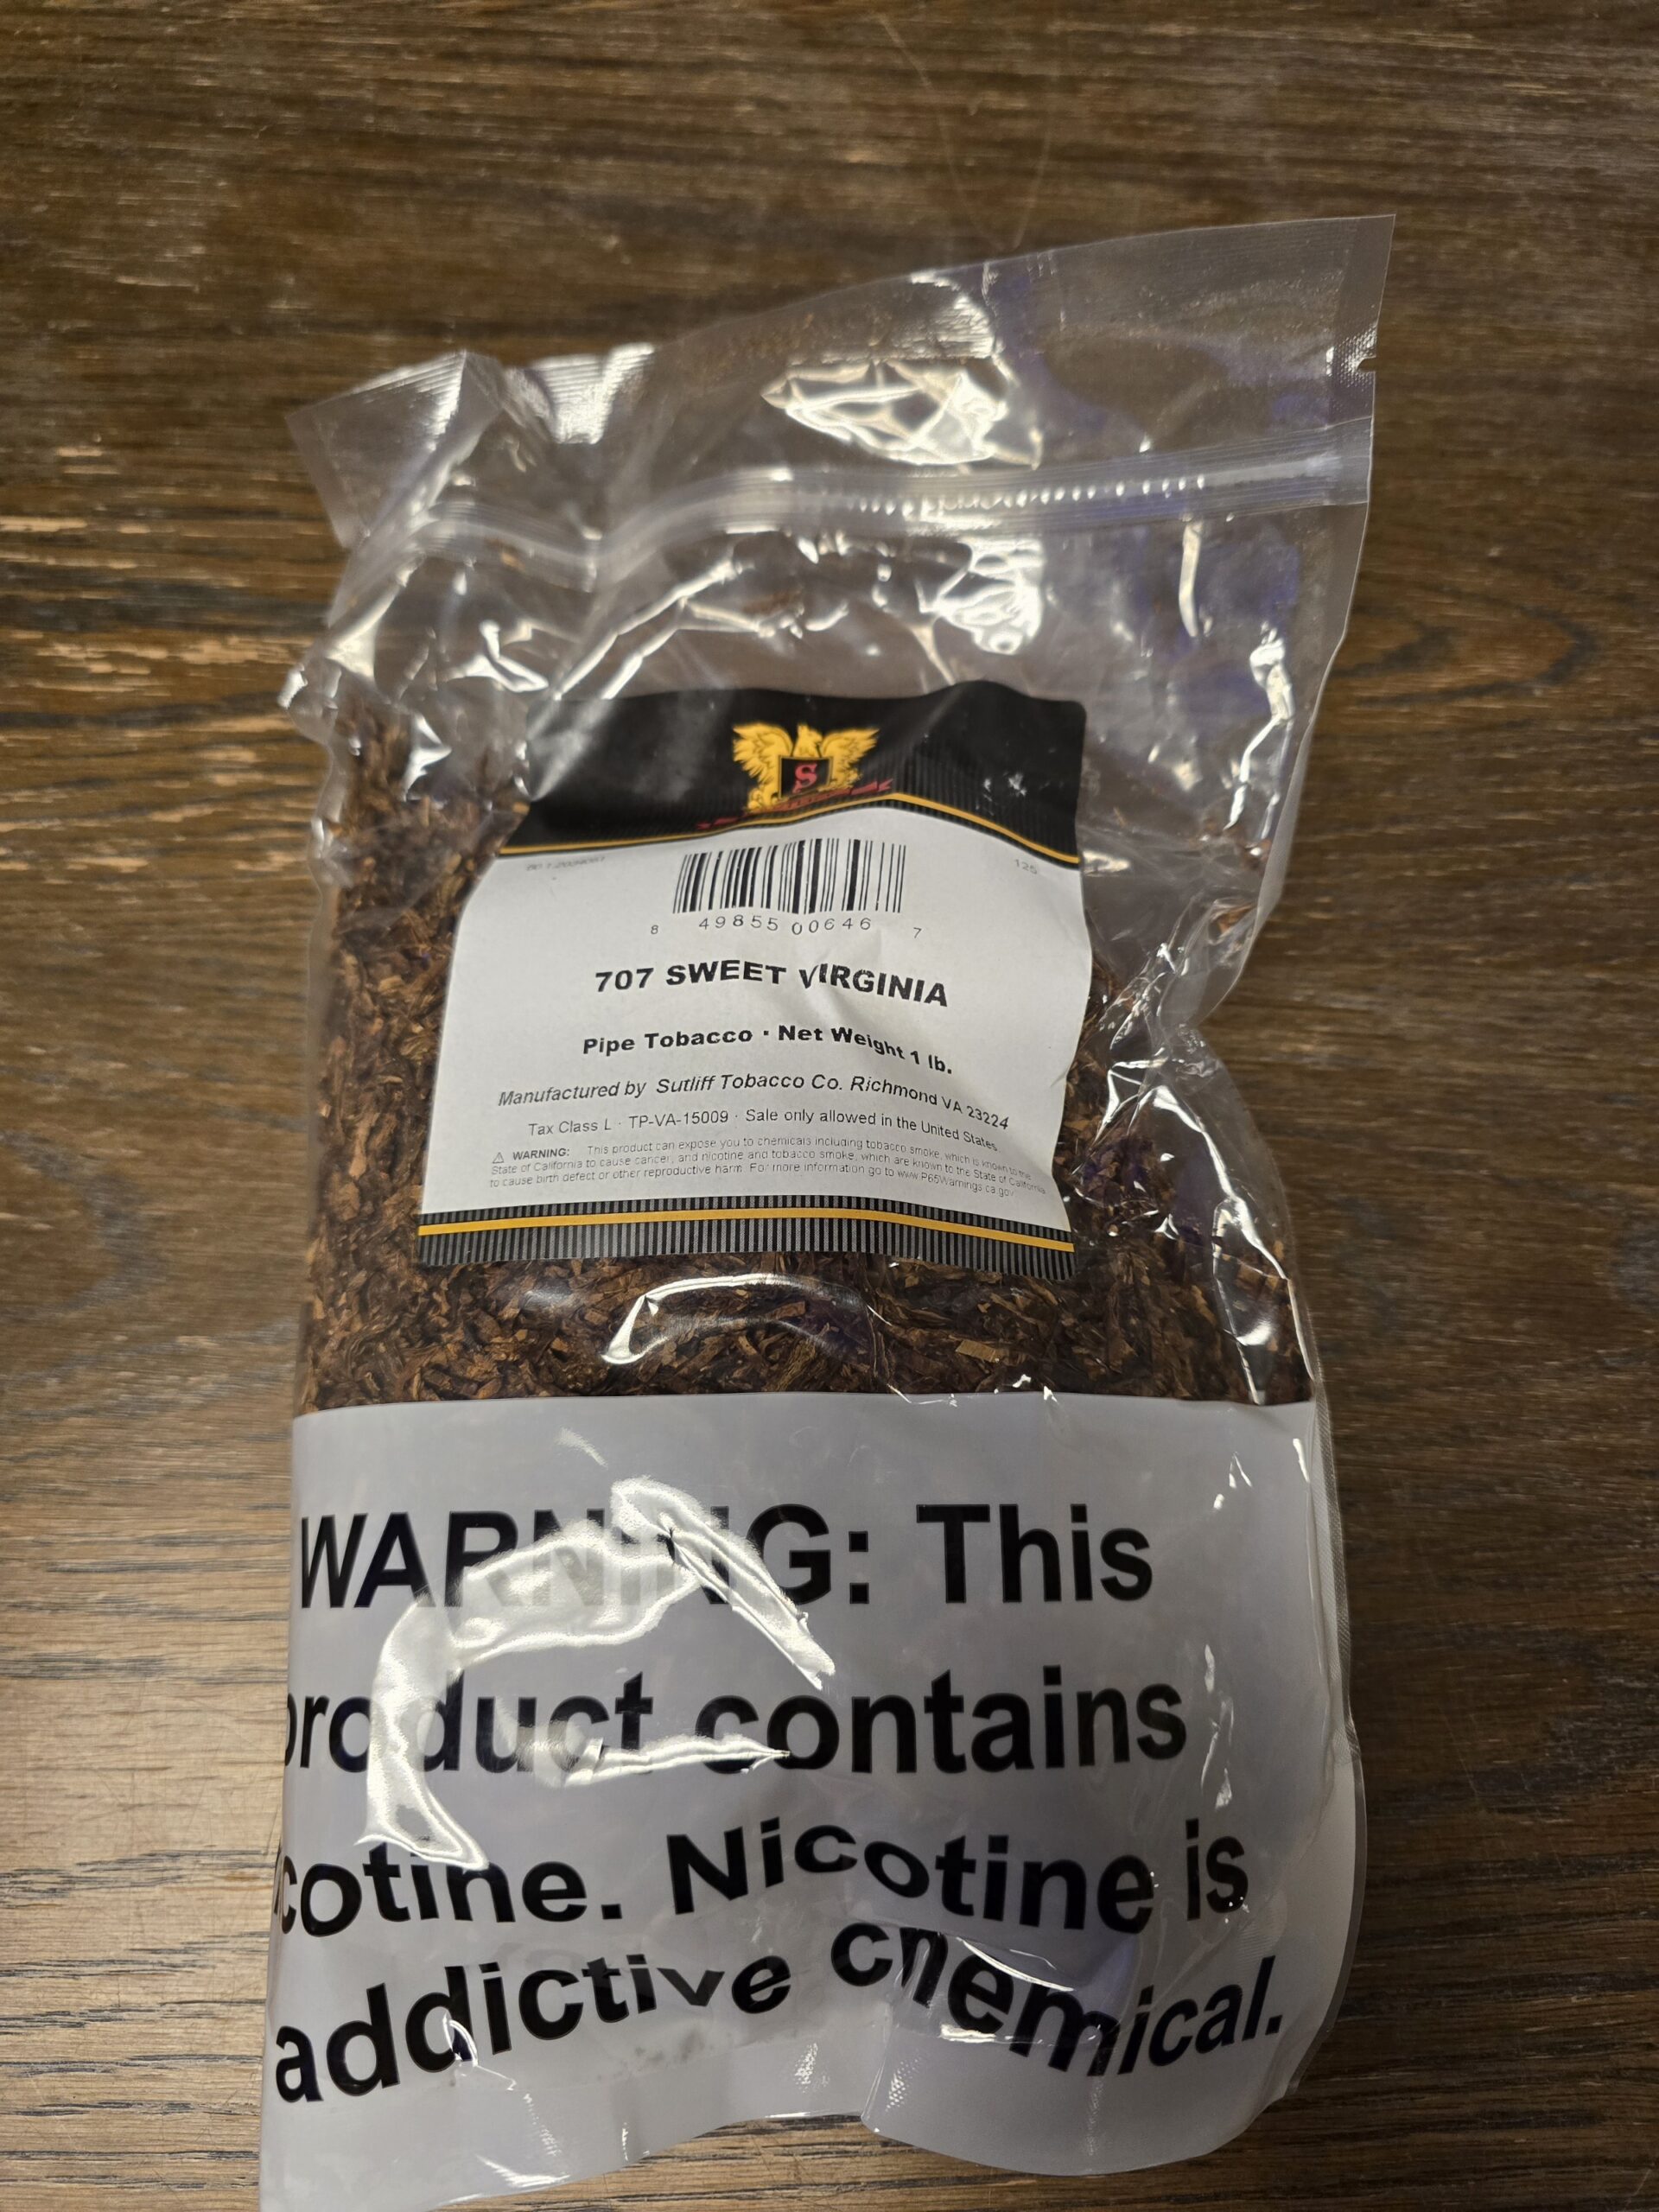 S
125
8 49855 00646 7
707 SWEET VIRGINIA
Pipe Tobacco · Net Weight 1 lb.
Manufactured by Sutliff Tobacco Co. Richmond VA 23224
Tax Class L · TP-VA-15009 · Sale only allowed in the United States
⚠ WARNING: This product can expose you to chemicals including tobacco smoke, which is known to the
State of California to cause cancer, and nicotine and tobacco smoke, which are known to the State of California
to cause birth defect or other reproductive harm. For more information go to www.P65Warnings.ca.gov
WARNING: This
product contains
cotine. Nicotine is
addictive chemical.